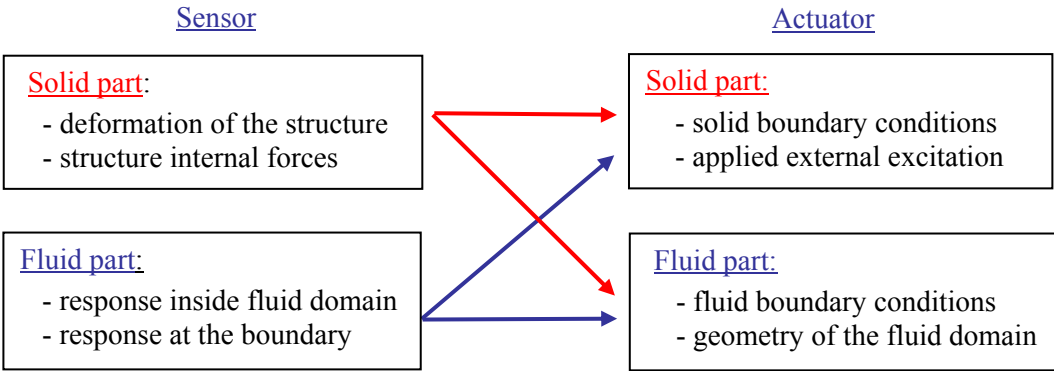 Sensor
Actuator
Solid part:
- deformation of the structure
- structure internal forces
Solid part:
- solid boundary conditions
- applied external excitation
Fluid part:
- response inside fluid domain
- response at the boundary
Fluid part:
- fluid boundary conditions
- geometry of the fluid domain